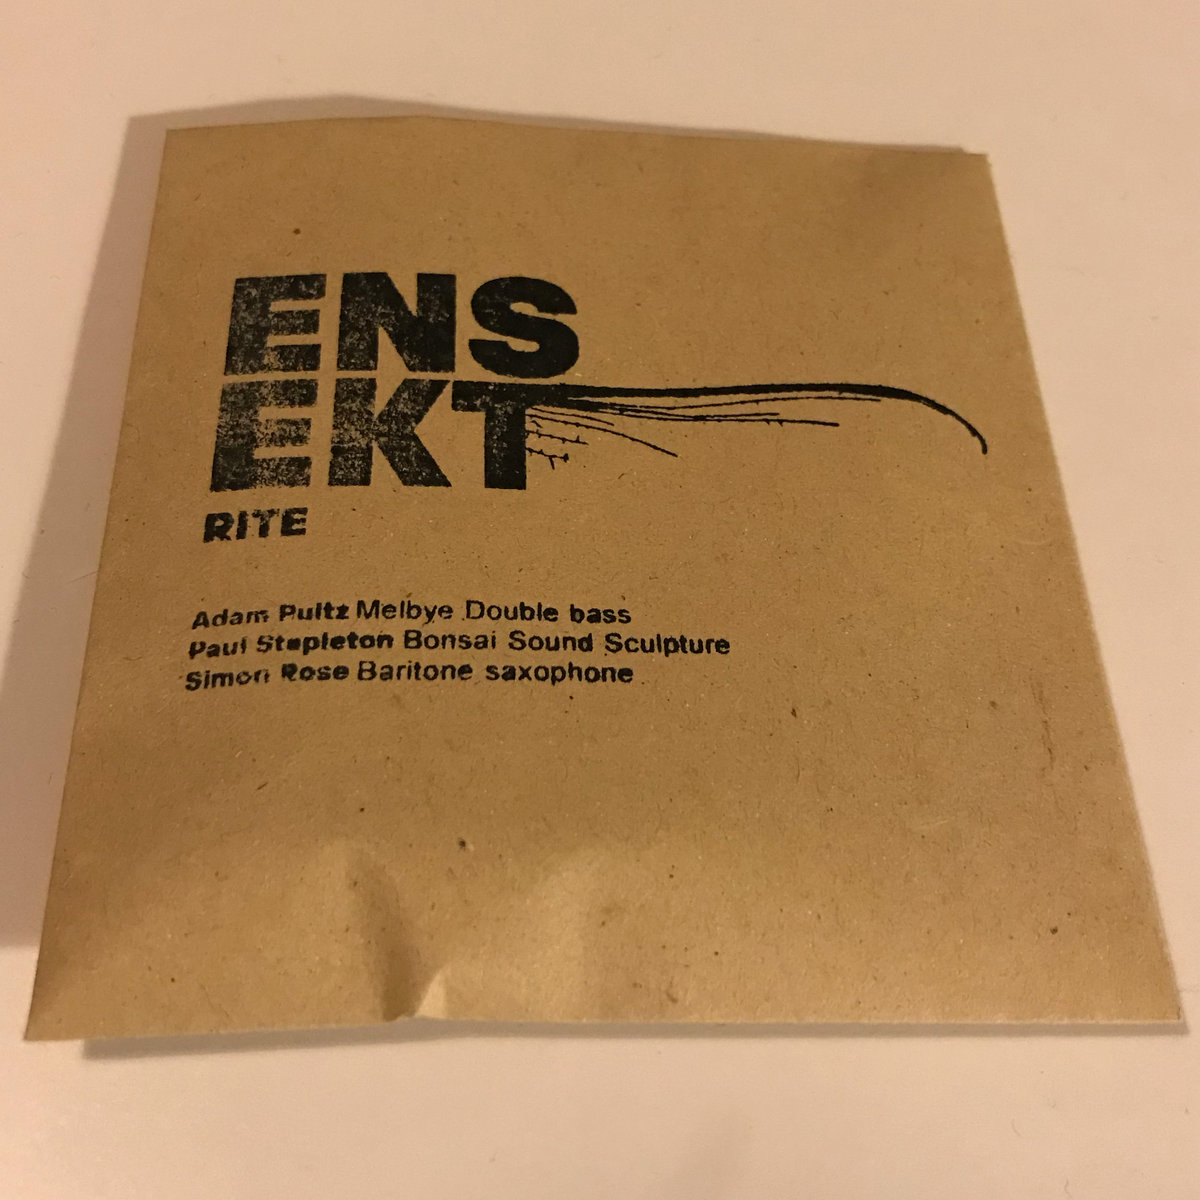 ENS
EKT
RITE
Adam Pultz Melbye Double bass
Paul Stapleton Bonsai Sound Sculpture
Simon Rose Baritone saxophone